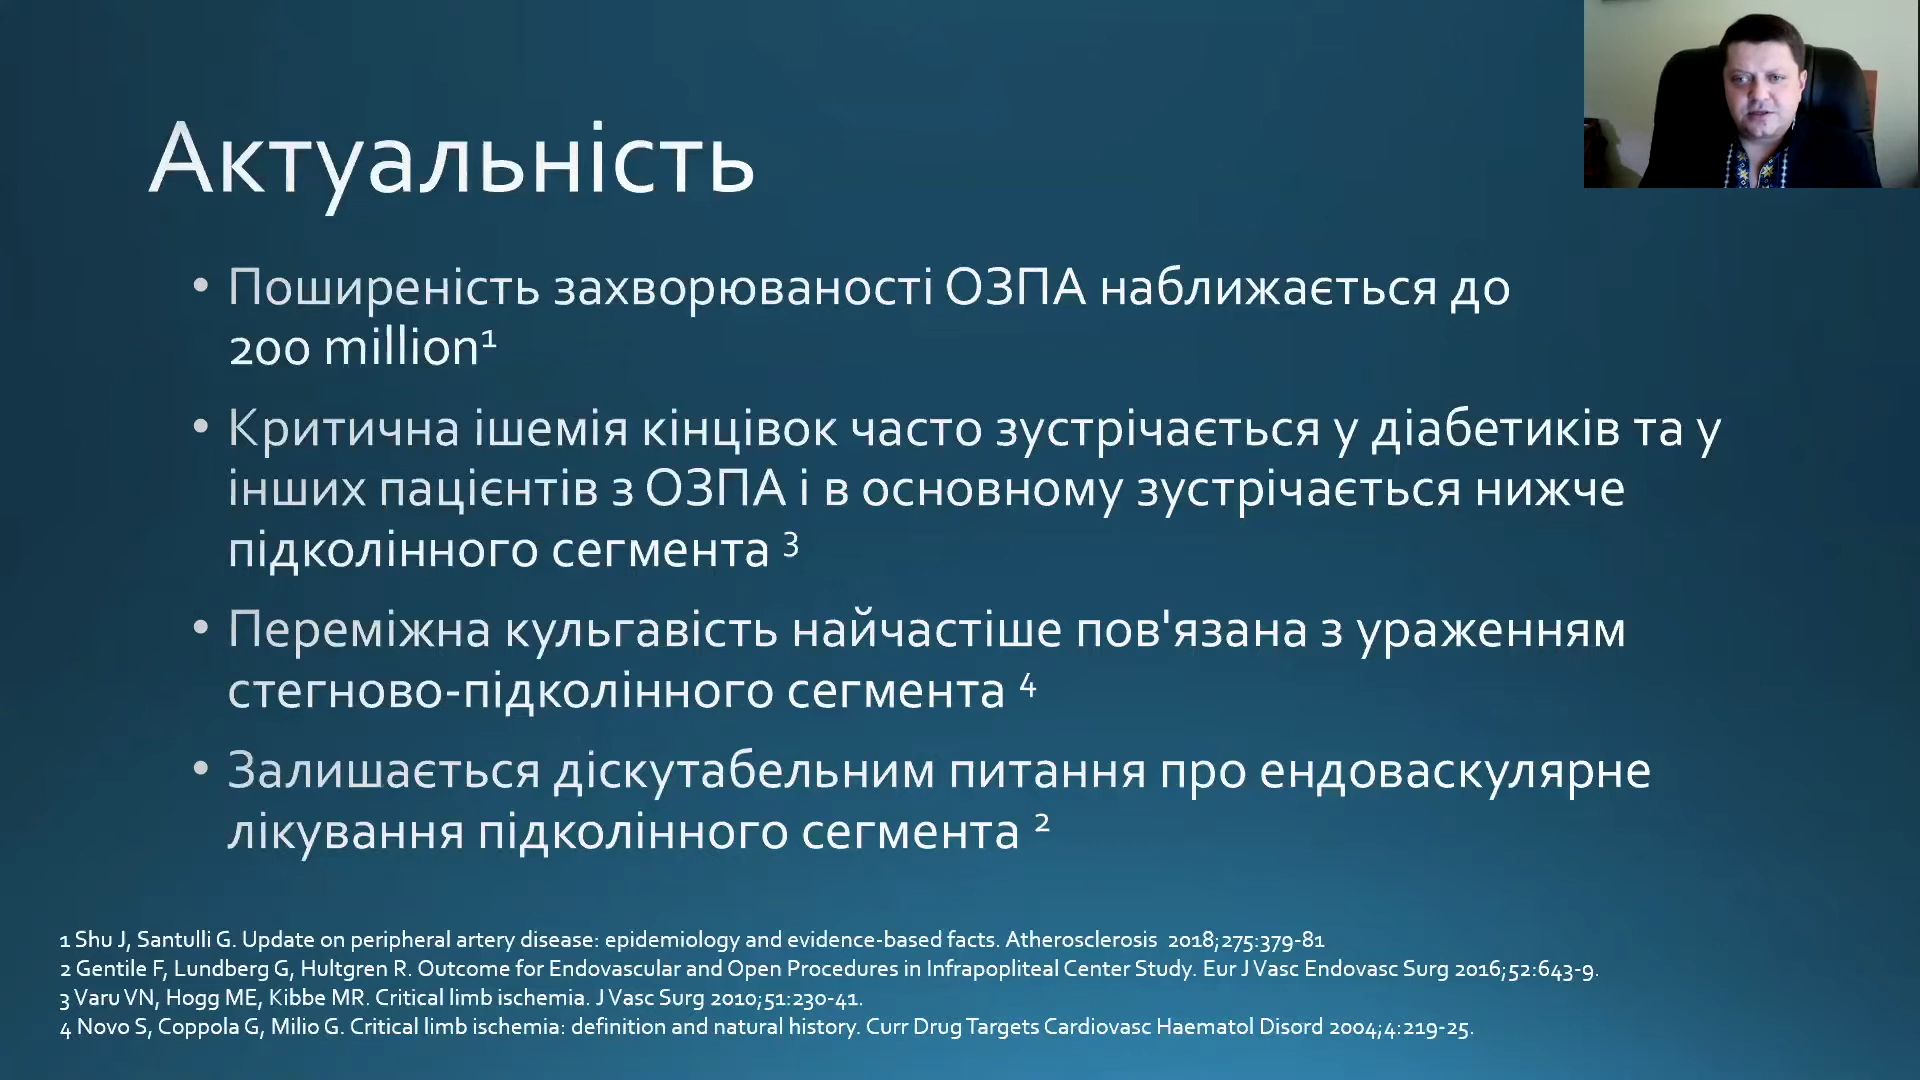 Актуальність
• Поширеність захворюваності ОЗПА наближається до
200 million¹
• Критична ішемія кінцівок часто зустрічається у діабетиків та у
інших пацієнтів з ОЗПА і в основному зустрічається нижче
підколінного сегмента ³
• Переміжна кульгавість найчастіше пов'язана з ураженням
стегново-підколінного сегмента ⁴
• Залишається діскутабельним питання про ендоваскулярне
лікування підколінного сегмента ²
1 Shu J, Santulli G. Update on peripheral artery disease: epidemiology and evidence-based facts. Atherosclerosis 2018;275:379-81
2 Gentile F, Lundberg G, Hultgren R. Outcome for Endovascular and Open Procedures in Infrapopliteal Center Study. Eur J Vasc Endovasc Surg 2016;52:643-9.
3 Varu VN, Hogg ME, Kibbe MR. Critical limb ischemia. J Vasc Surg 2010;51:230-41.
4 Novo S, Coppola G, Milio G. Critical limb ischemia: definition and natural history. Curr Drug Targets Cardiovasc Haematol Disord 2004;4:219-25.